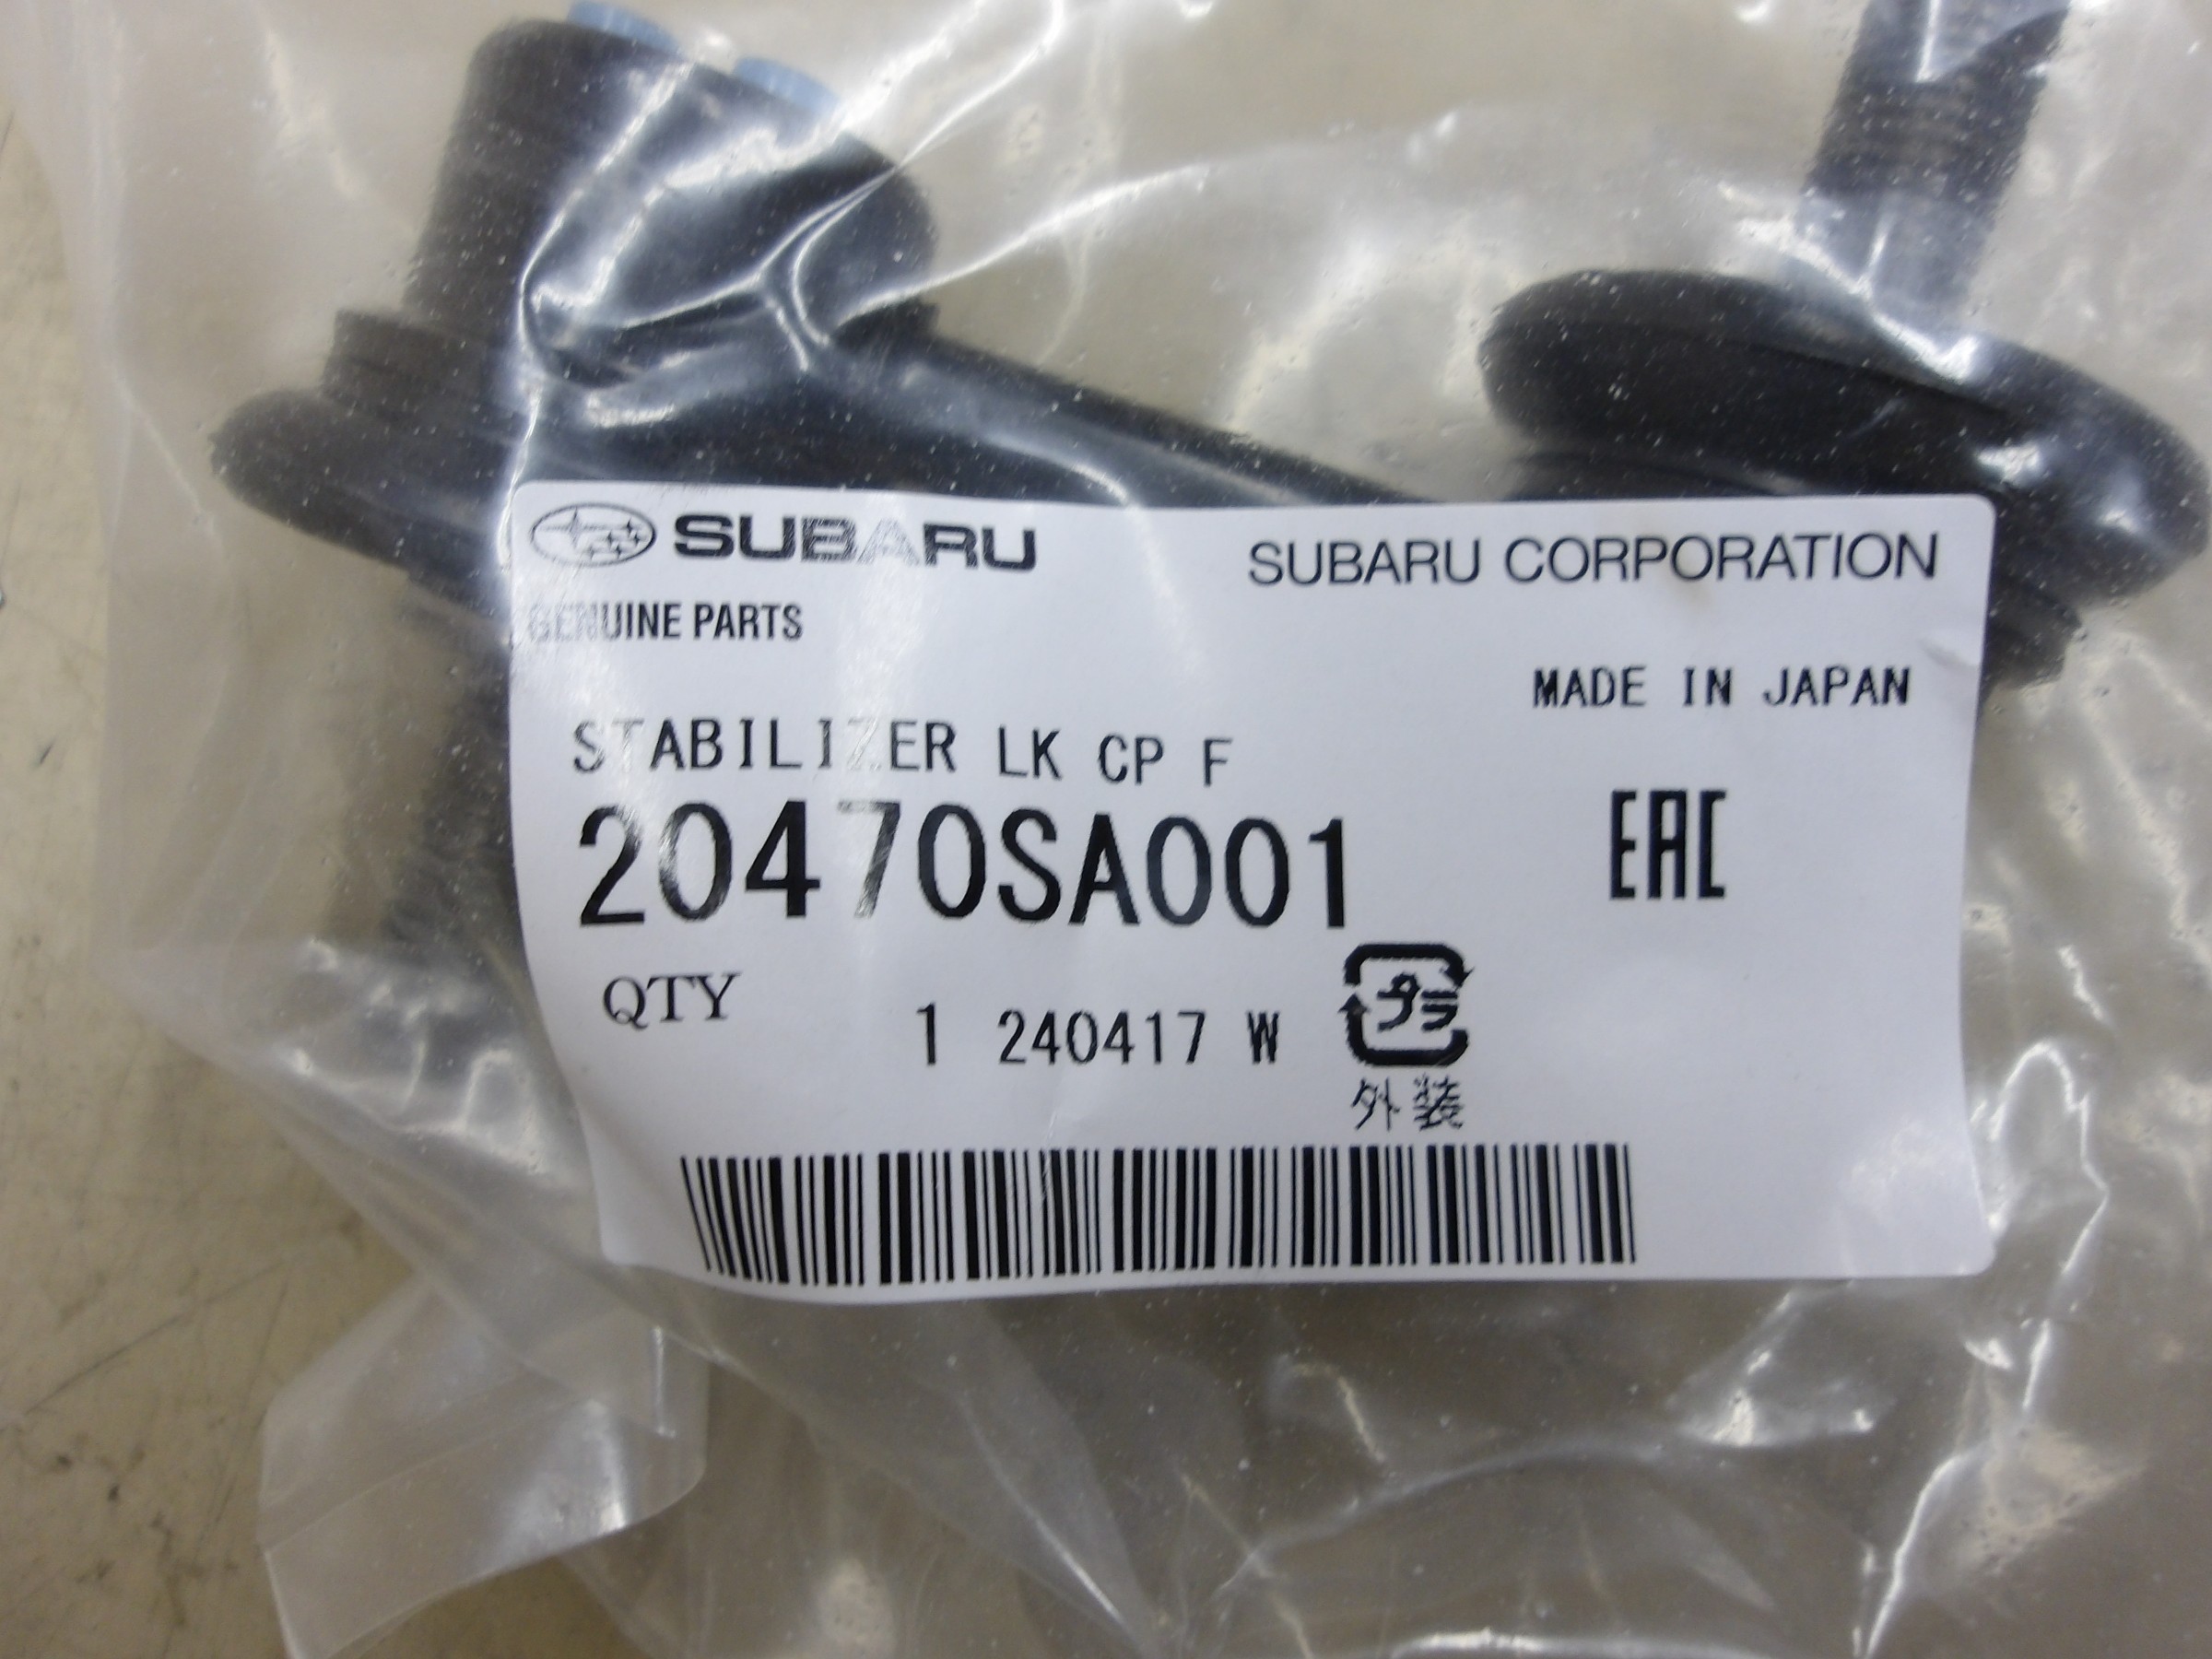 SUBARU
SUBARU CORPORATION
GENUINE PARTS
MADE IN JAPAN
STABILIZER LK CP F
20470SA001
EAC
QTY
1 240417 W
プラ
外装